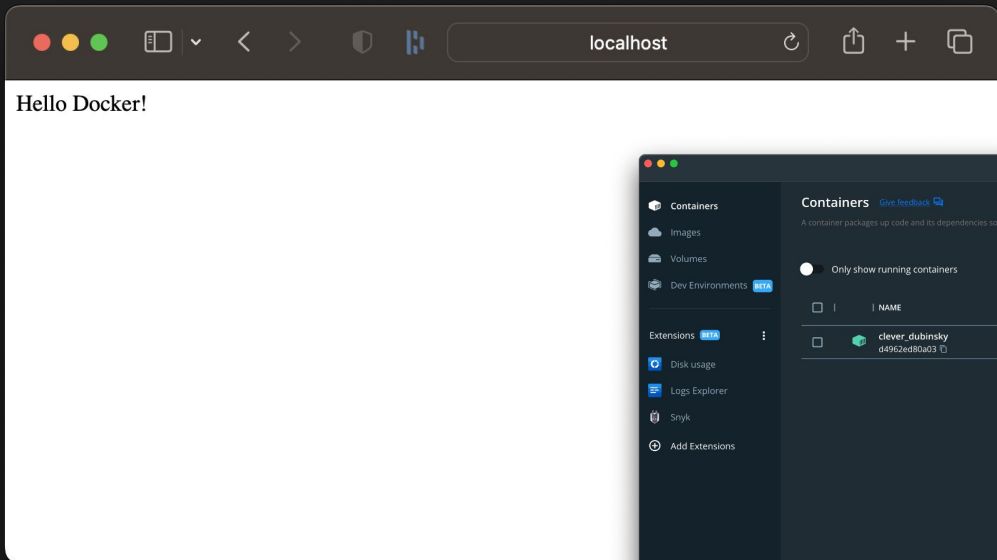 localhost
Hello Docker!
Containers
Images
Volumes
Dev Environments BETA
Extensions BETA
Disk usage
Logs Explorer
Snyk
Add Extensions
Containers Give feedback
A container packages up code and its dependencies so
Only show running containers
NAME
clever_dubinsky
d4962ed80a03